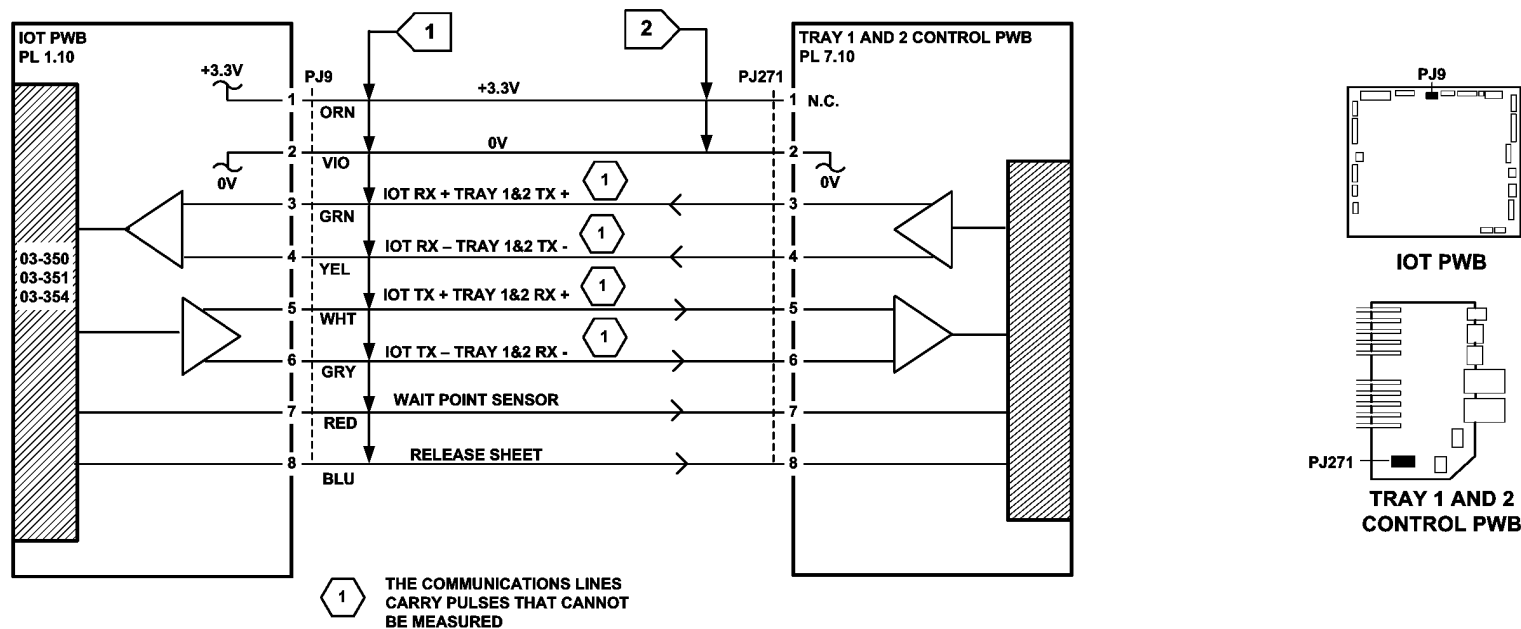 IOT PWB
PL 1.10
1
2
TRAY 1 AND 2 CONTROL PWB
PL 7.10
+3.3V
PJ9
+3.3V
PJ271
1
ORN
1 N.C.
2
VIO
0V
2
0V
0V
3
GRN
IOT RX + TRAY 1&2 TX +
1
3
4
YEL
IOT RX – TRAY 1&2 TX -
1
4
03-350
03-351
03-354
5
WHT
IOT TX + TRAY 1&2 RX +
1
5
6
GRY
IOT TX – TRAY 1&2 RX -
1
6
7
RED
WAIT POINT SENSOR
7
8
BLU
RELEASE SHEET
8
1
THE COMMUNICATIONS LINES
CARRY PULSES THAT CANNOT
BE MEASURED
PJ9
IOT PWB
PJ271
TRAY 1 AND 2
CONTROL PWB